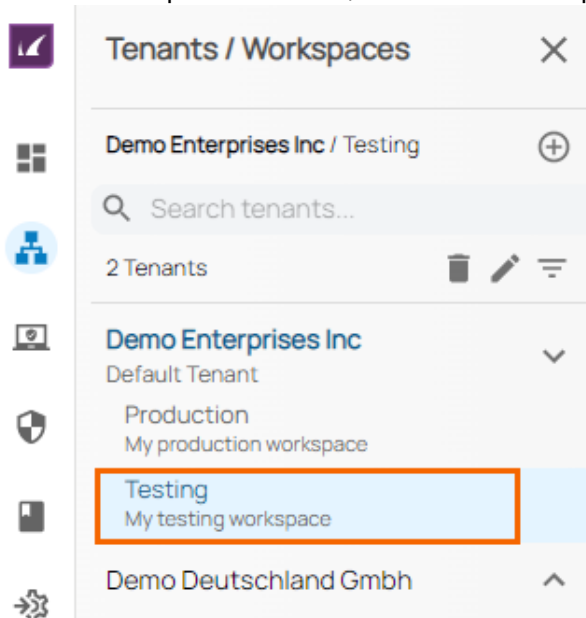 Tenants / Workspaces
Demo Enterprises Inc / Testing
Search tenants...
2 Tenants
Demo Enterprises Inc
Default Tenant
Production
My production workspace
Testing
My testing workspace
Demo Deutschland Gmbh